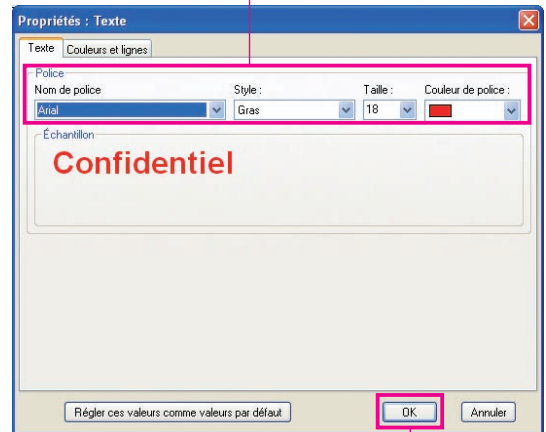 Propriétés : Texte
Texte Couleurs et lignes
Police
Nom de police Style : Taille : Couleur de police :
Arial Gras 18
Échantillon
Confidentiel
Régler ces valeurs comme valeurs par défaut OK Annuler